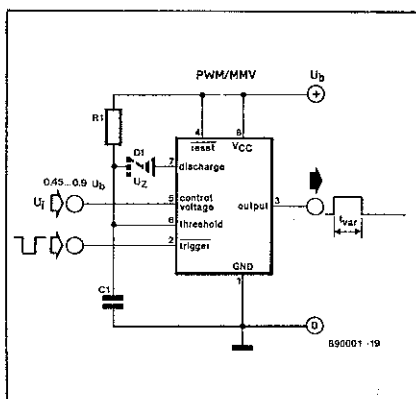 PWM/MMV
Ub
R1
4
8
reset
VCC
D1
7
discharge
UZ
0,45...0,9 Ub
Ui
5
control
voltage
output
3
6
threshold
2
trigger
tvar
C1
GND
1
0
890001-19